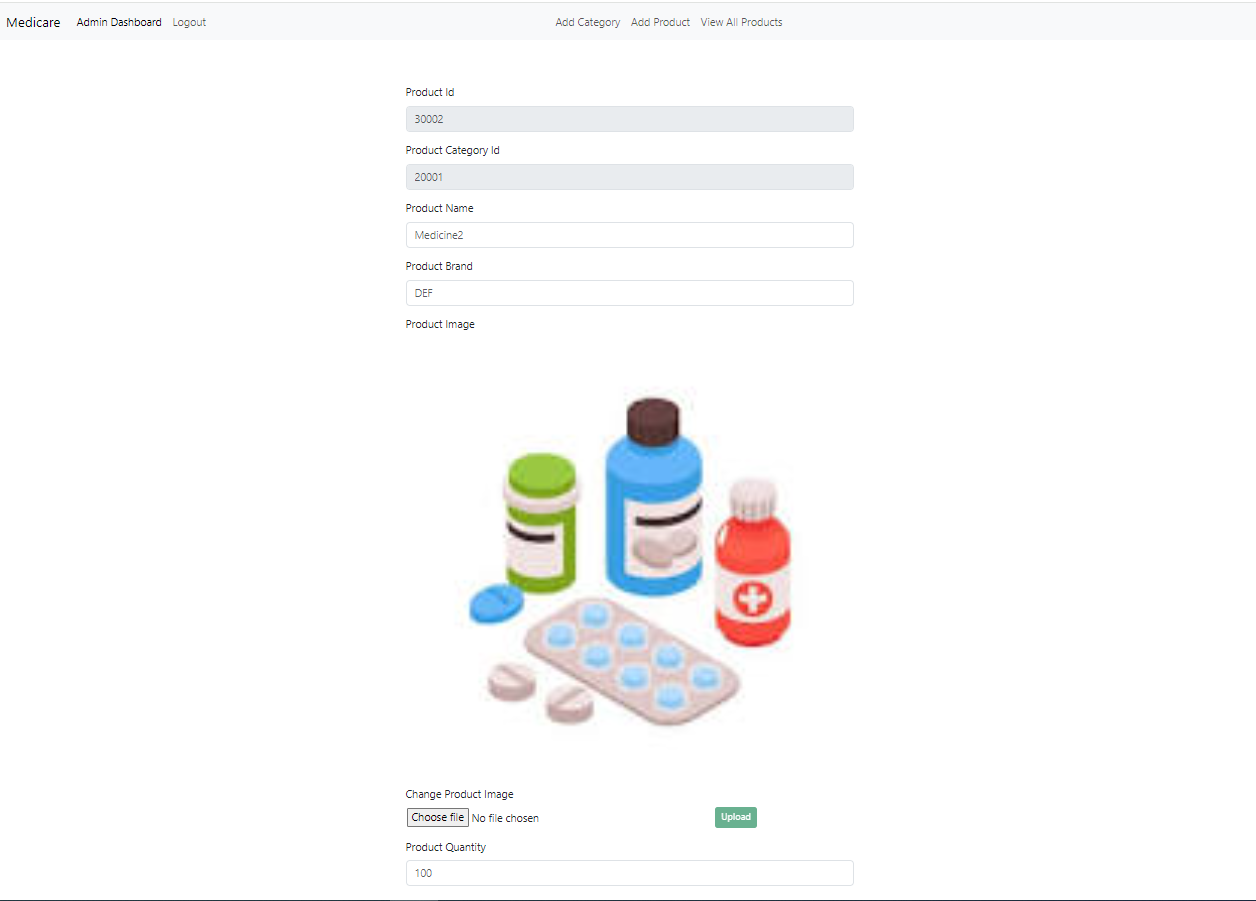 Medicare Admin Dashboard Logout Add Category Add Product View All Products
Product Id
30002
Product Category Id
20001
Product Name
Medicine2
Product Brand
DEF
Product Image
Change Product Image
Choose file No file chosen Upload
Product Quantity
100